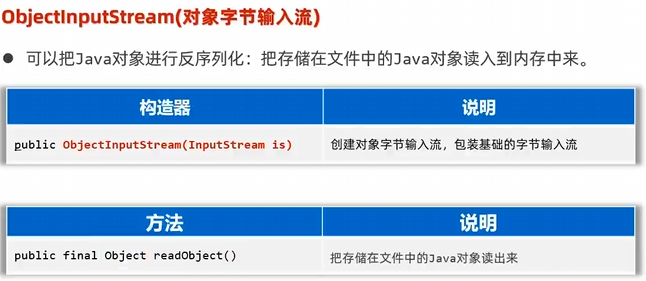 ObjectInputStream(对象字节输入流)
● 可以把Java对象进行反序列化：把存储在文件中的Java对象读入到内存中来。
构造器 说明
public ObjectInputStream(InputStream is) 创建对象字节输入流，包装基础的字节输入流
方法 说明
public final Object readObject() 把存储在文件中的Java对象读出来